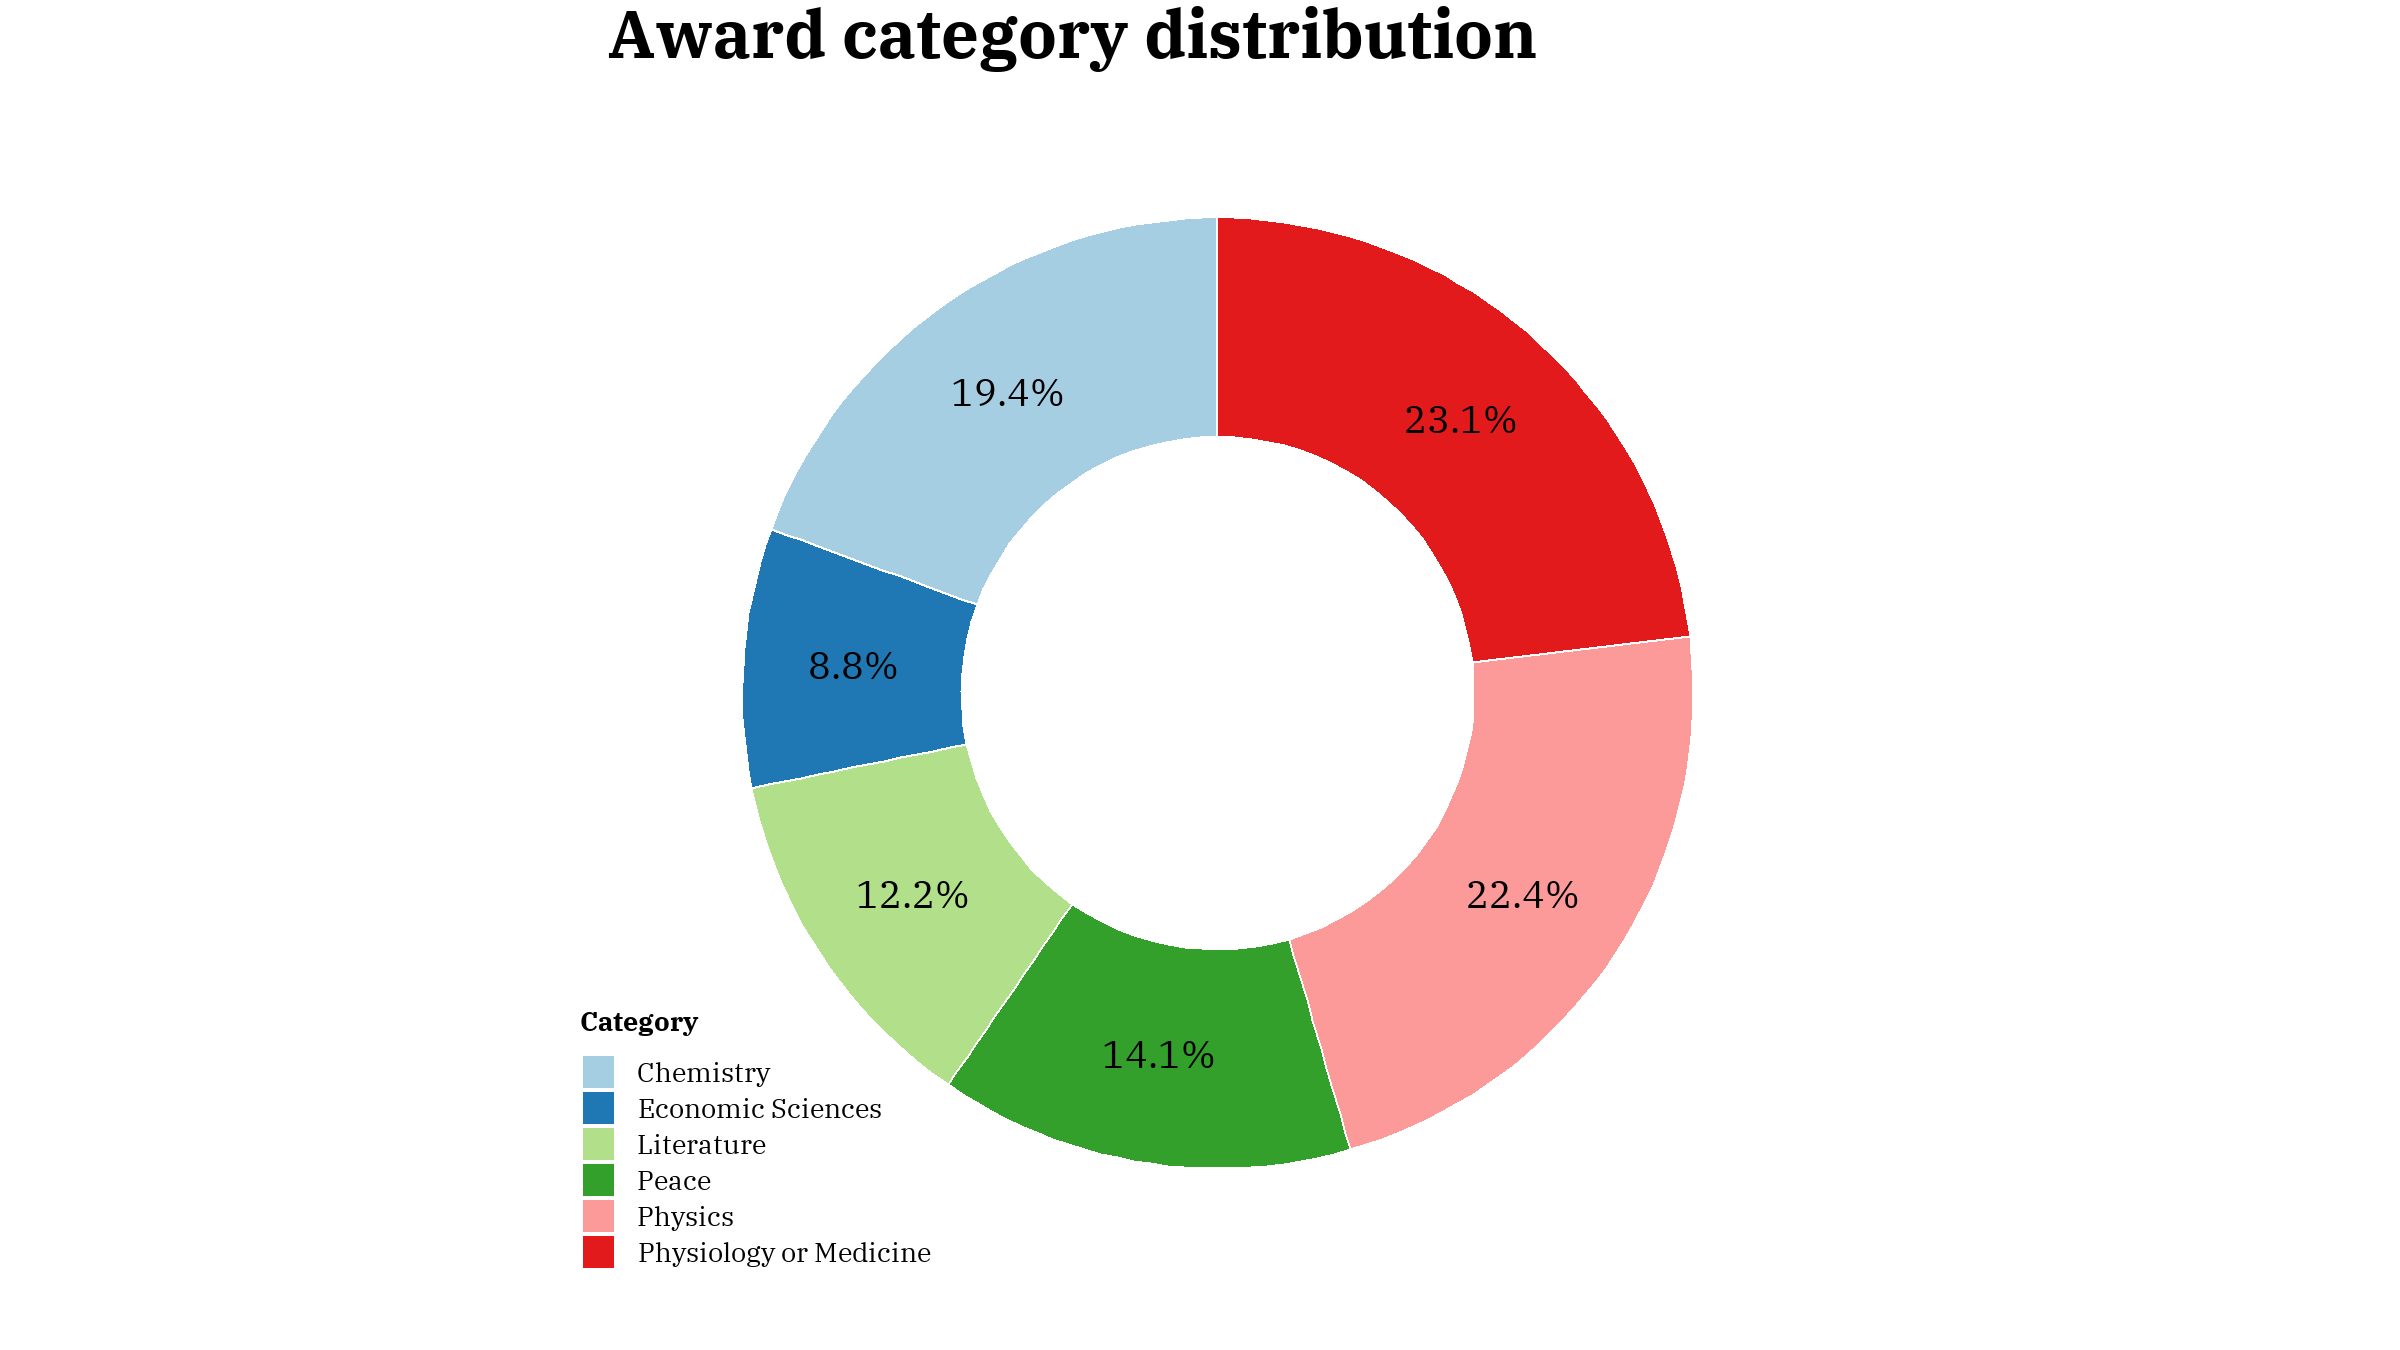 Award category distribution
19.4%
23.1%
8.8%
12.2%
22.4%
14.1%
Category
Chemistry
Economic Sciences
Literature
Peace
Physics
Physiology or Medicine